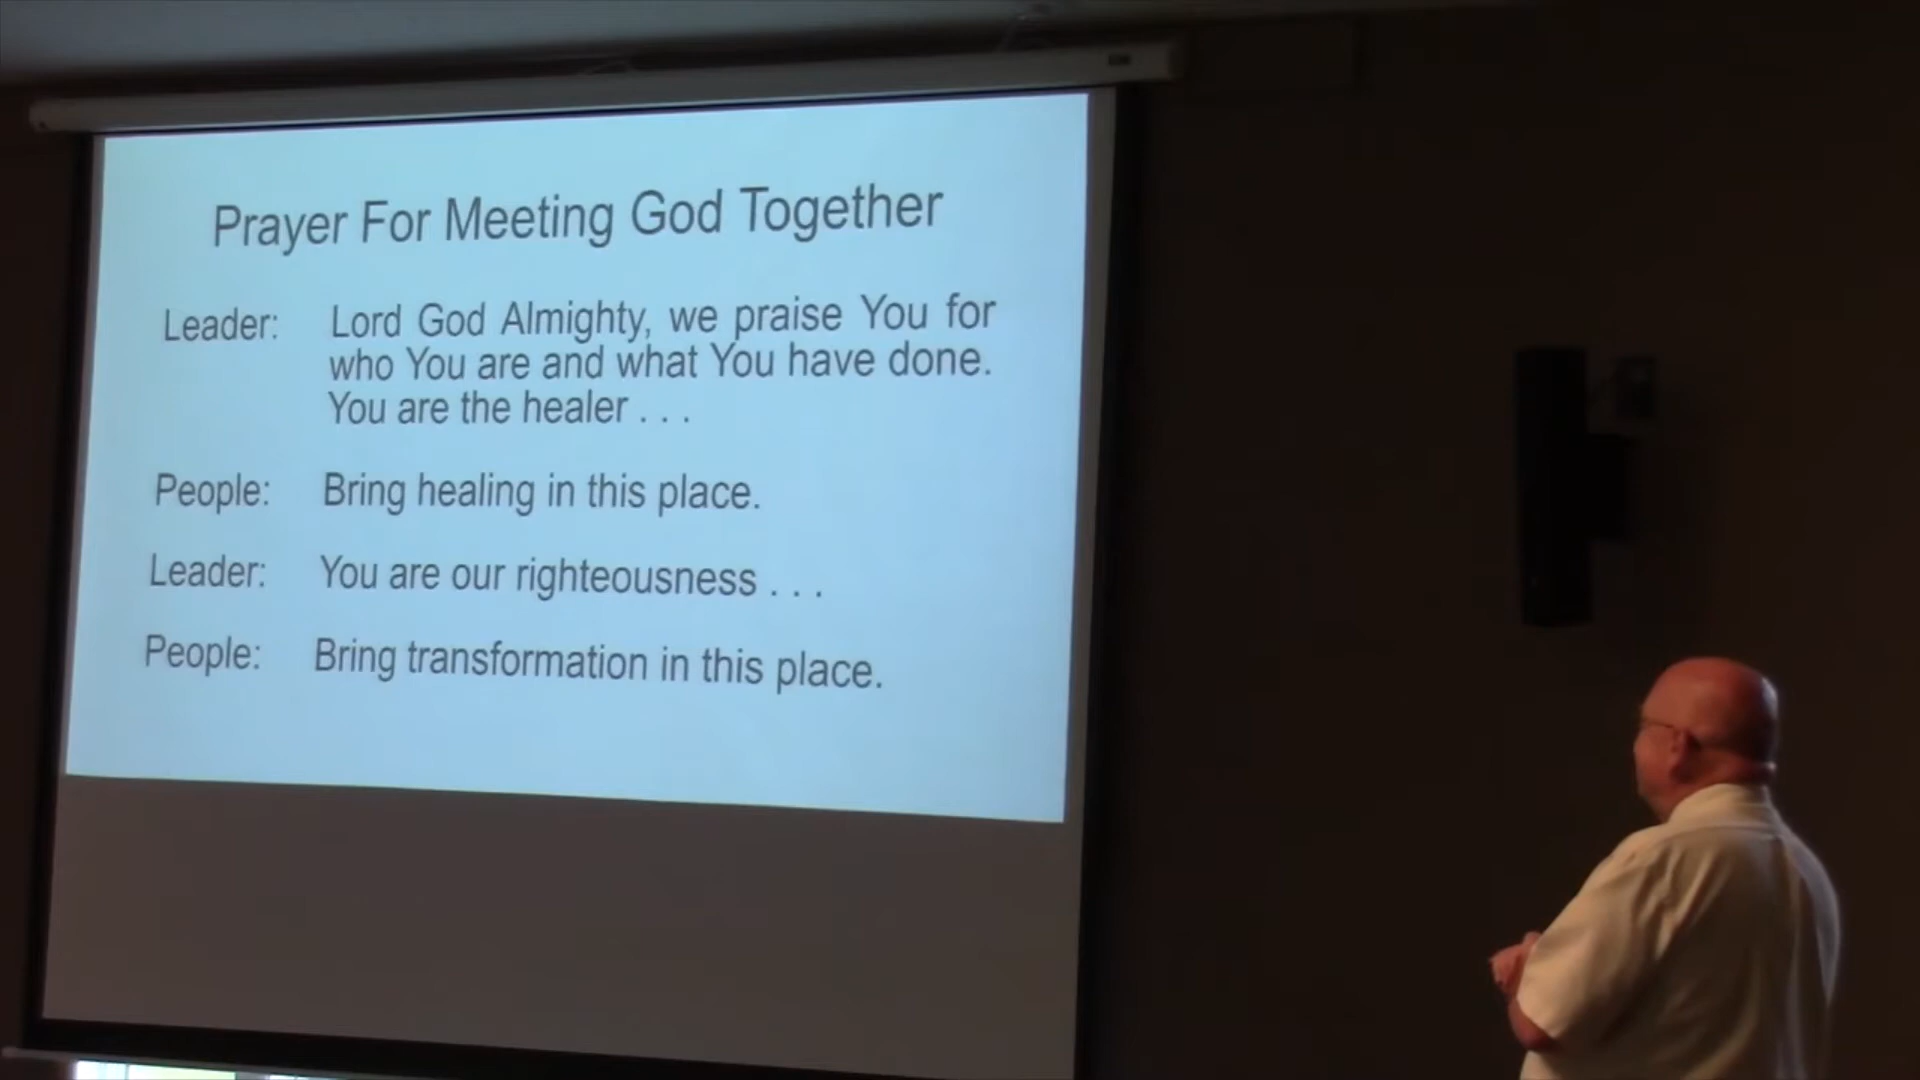 Prayer For Meeting God Together
Leader: Lord God Almighty, we praise You for
who You are and what You have done.
You are the healer . . .
People: Bring healing in this place.
Leader: You are our righteousness . . .
People: Bring transformation in this place.